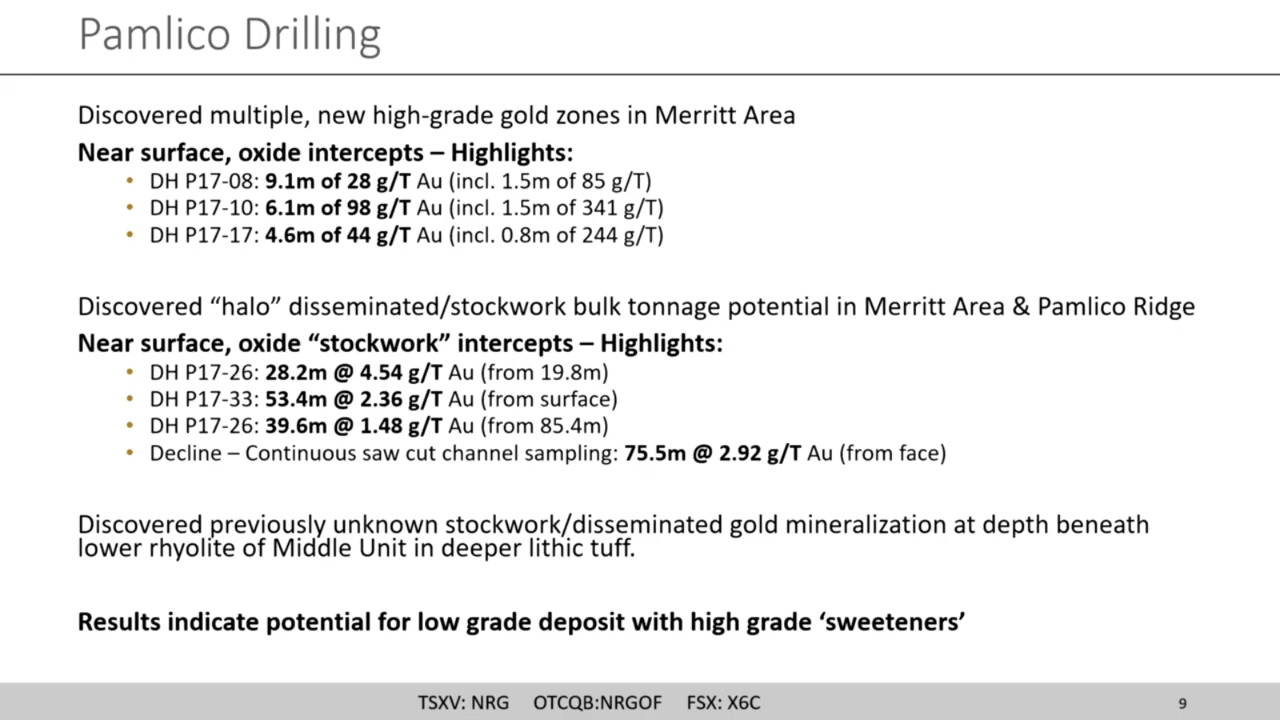 Pamlico Drilling
Discovered multiple, new high-grade gold zones in Merritt Area
Near surface, oxide intercepts – Highlights:
• DH P17-08: 9.1m of 28 g/T Au (incl. 1.5m of 85 g/T)
• DH P17-10: 6.1m of 98 g/T Au (incl. 1.5m of 341 g/T)
• DH P17-17: 4.6m of 44 g/T Au (incl. 0.8m of 244 g/T)
Discovered “halo” disseminated/stockwork bulk tonnage potential in Merritt Area & Pamlico Ridge
Near surface, oxide “stockwork” intercepts – Highlights:
• DH P17-26: 28.2m @ 4.54 g/T Au (from 19.8m)
• DH P17-33: 53.4m @ 2.36 g/T Au (from surface)
• DH P17-26: 39.6m @ 1.48 g/T Au (from 85.4m)
• Decline – Continuous saw cut channel sampling: 75.5m @ 2.92 g/T Au (from face)
Discovered previously unknown stockwork/disseminated gold mineralization at depth beneath
lower rhyolite of Middle Unit in deeper lithic tuff.
Results indicate potential for low grade deposit with high grade ‘sweeteners’
TSXV: NRG OTCQB:NRGOF FSX: X6C
9